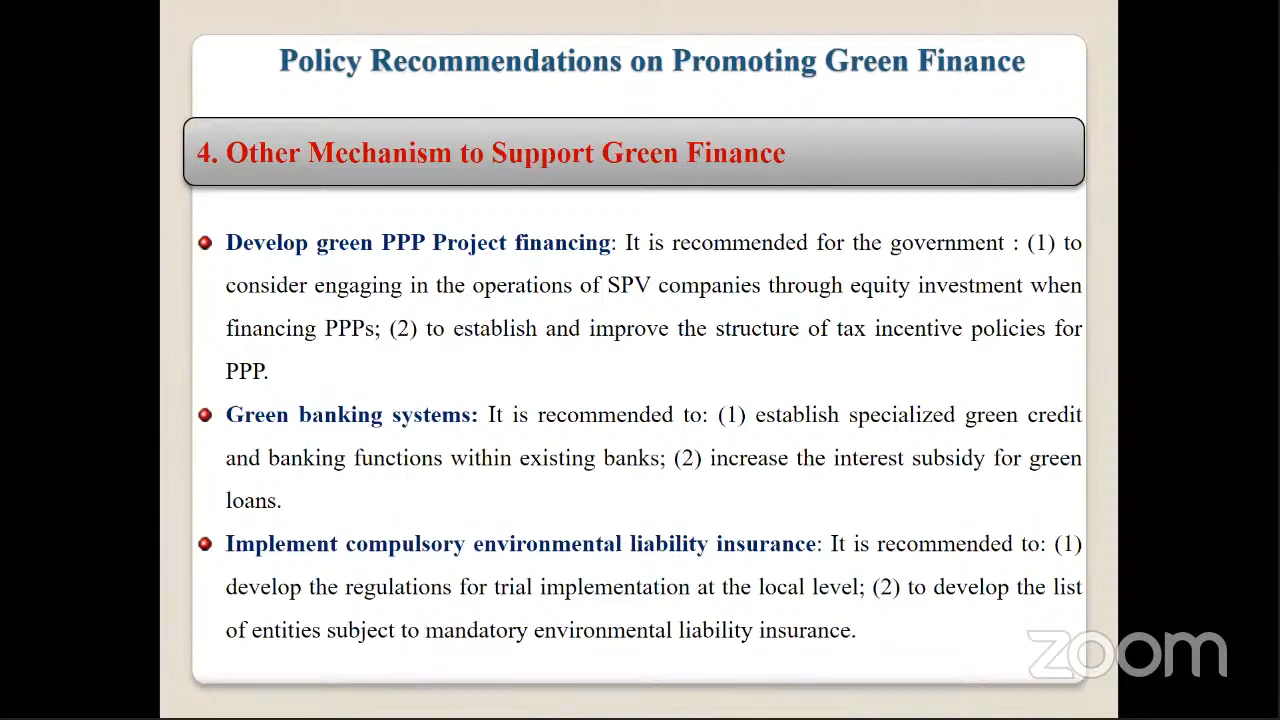 Policy Recommendations on Promoting Green Finance
4. Other Mechanism to Support Green Finance
Develop green PPP Project financing: It is recommended for the government : (1) to
consider engaging in the operations of SPV companies through equity investment when
financing PPPs; (2) to establish and improve the structure of tax incentive policies for
PPP.
Green banking systems: It is recommended to: (1) establish specialized green credit
and banking functions within existing banks; (2) increase the interest subsidy for green
loans.
Implement compulsory environmental liability insurance: It is recommended to: (1)
develop the regulations for trial implementation at the local level; (2) to develop the list
of entities subject to mandatory environmental liability insurance.
zoom